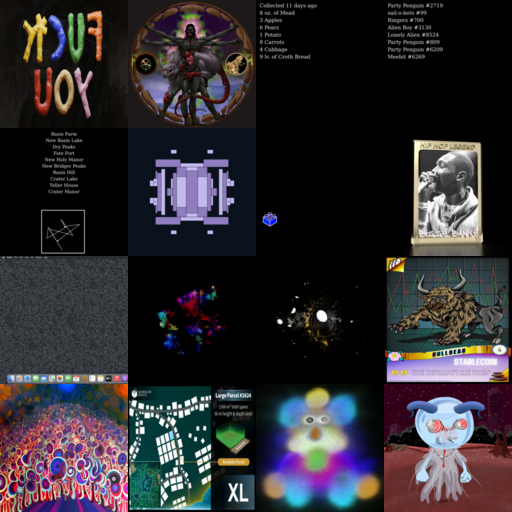 FUCK
YOU
Collected 11 days ago
8 oz. of Mead
3 Apples
6 Pears
1 Potato
8 Carrots
4 Cabbage
9 lv. of Croth Bread
Party Penguin #2719
sail-o-bots #99
Ringers #700
Alien Boy #3130
Lonely Alien #8524
Party Penguin #809
Party Penguin #6209
Meebit #6269
Basin Farm
New Basin Lake
Dry Peaks
Fate Fort
New Holy Manor
New Bridger Peaks
Basin Hill
Crater Lake
Teller House
Crater Manor
HIP HOP LEGEND
BULLBEAR
4
STABLECOIN
Large Parcel #2624
XL